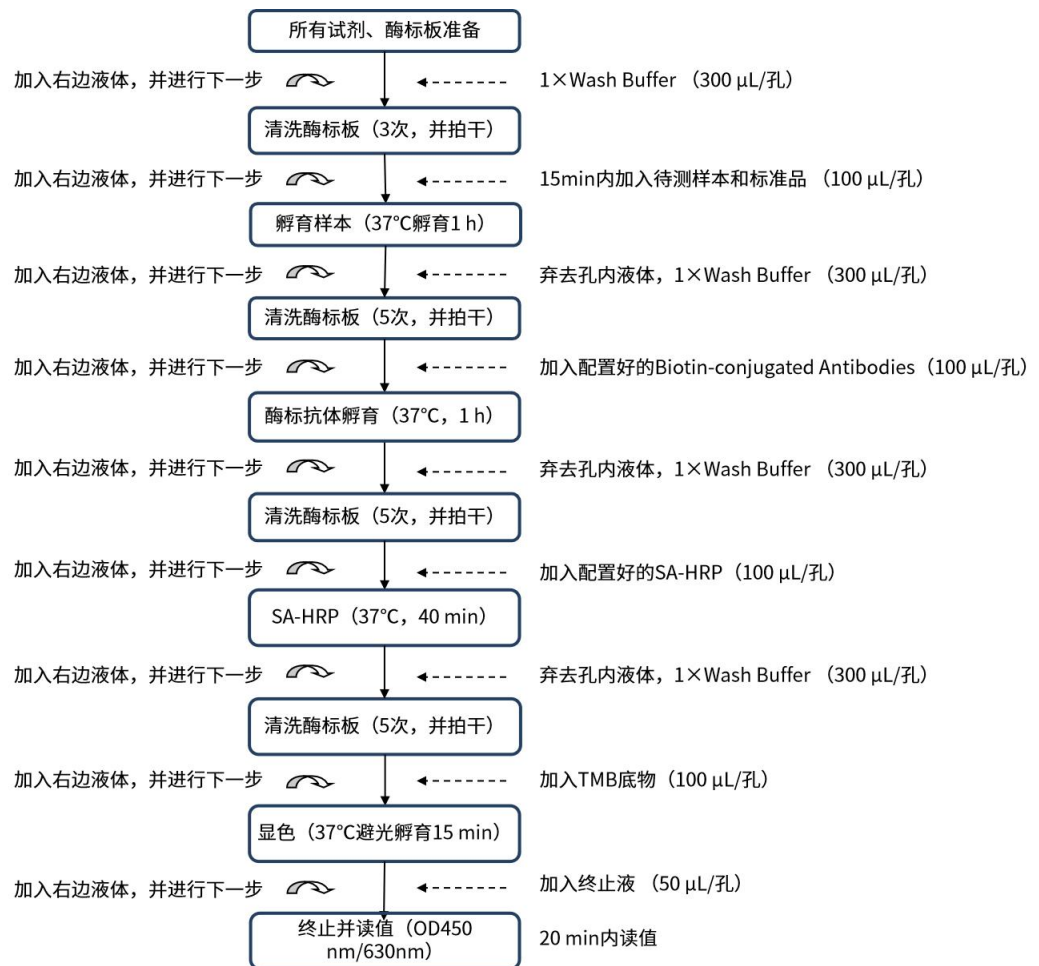 所有试剂、酶标板准备
加入右边液体，并进行下一步
1×Wash Buffer （300 μL/孔）
清洗酶标板（3次，并拍干）
加入右边液体，并进行下一步
15min内加入待测样本和标准品 （100 μL/孔）
孵育样本（37℃孵育1 h）
加入右边液体，并进行下一步
弃去孔内液体，1×Wash Buffer （300 μL/孔）
清洗酶标板（5次，并拍干）
加入右边液体，并进行下一步
加入配置好的Biotin-conjugated Antibodies（100 μL/孔）
酶标抗体孵育（37℃，1 h）
加入右边液体，并进行下一步
弃去孔内液体，1×Wash Buffer （300 μL/孔）
清洗酶标板（5次，并拍干）
加入右边液体，并进行下一步
加入配置好的SA-HRP（100 μL/孔）
SA-HRP（37℃，40 min）
加入右边液体，并进行下一步
弃去孔内液体，1×Wash Buffer （300 μL/孔）
清洗酶标板（5次，并拍干）
加入右边液体，并进行下一步
加入TMB底物（100 μL/孔）
显色（37℃避光孵育15 min）
加入右边液体，并进行下一步
加入终止液 （50 μL/孔）
终止并读值（OD450
nm/630nm）
20 min内读值